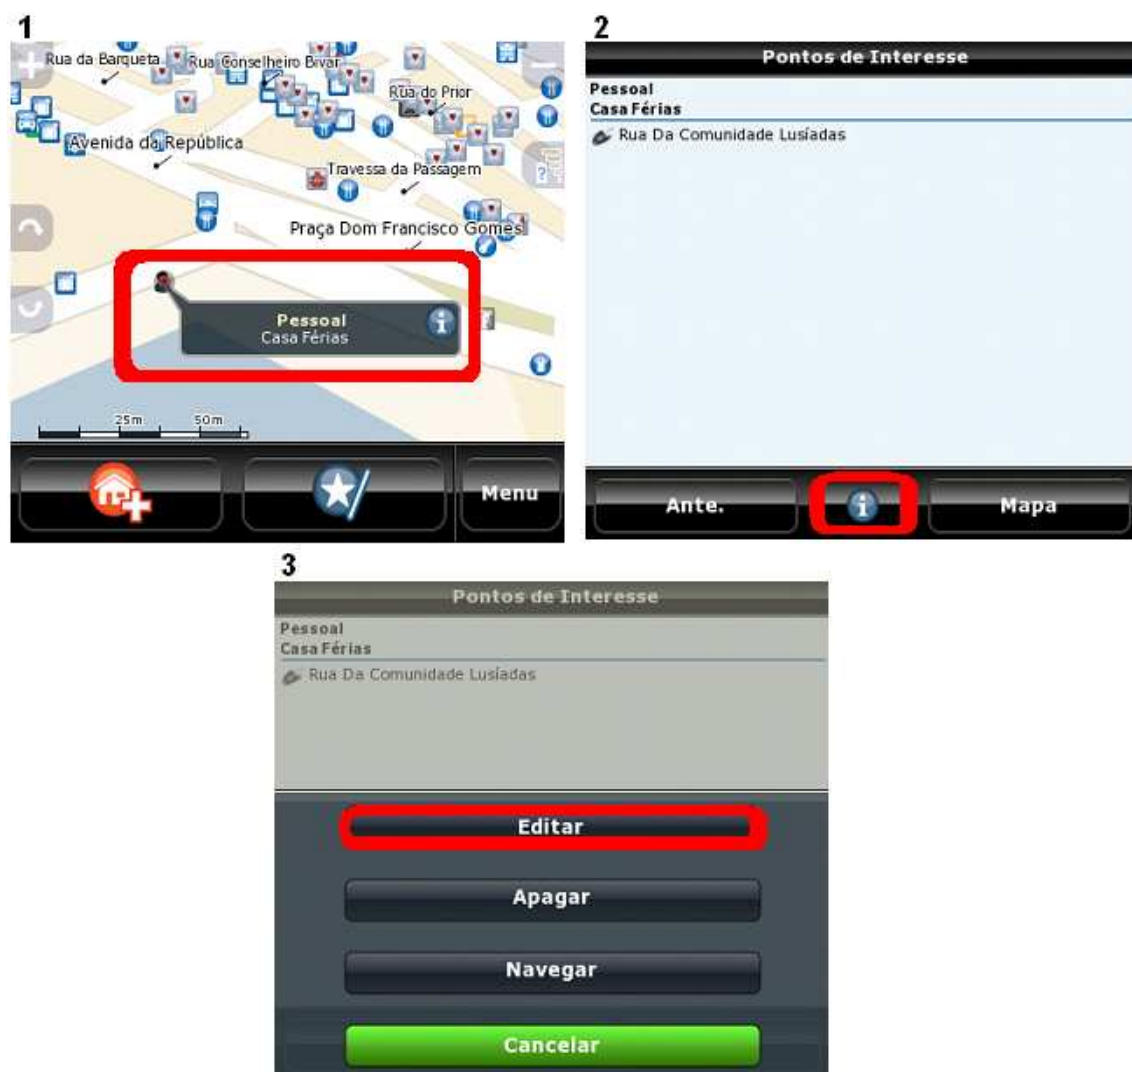 1
Rua da Barqueta
Rua Conselheiro Bivar
Rua do Prior
Avenida da República
Travessa da Passagem
Praça Dom Francisco Gomes
Pessoal
Casa Férias
25m 50m
Menu
2
Pontos de Interesse
Pessoal
Casa Férias
Rua Da Comunidade Lusíadas
Ante.
Mapa
3
Pontos de Interesse
Pessoal
Casa Férias
Rua Da Comunidade Lusíadas
Editar
Apagar
Navegar
Cancelar